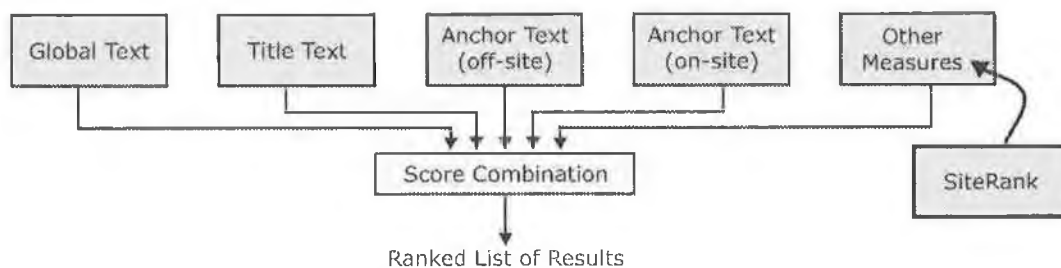 Global Text
Title Text
Anchor Text
(off-site)
Anchor Text
(on-site)
Other
Measures
SiteRank
Score Combination
Ranked List of Results